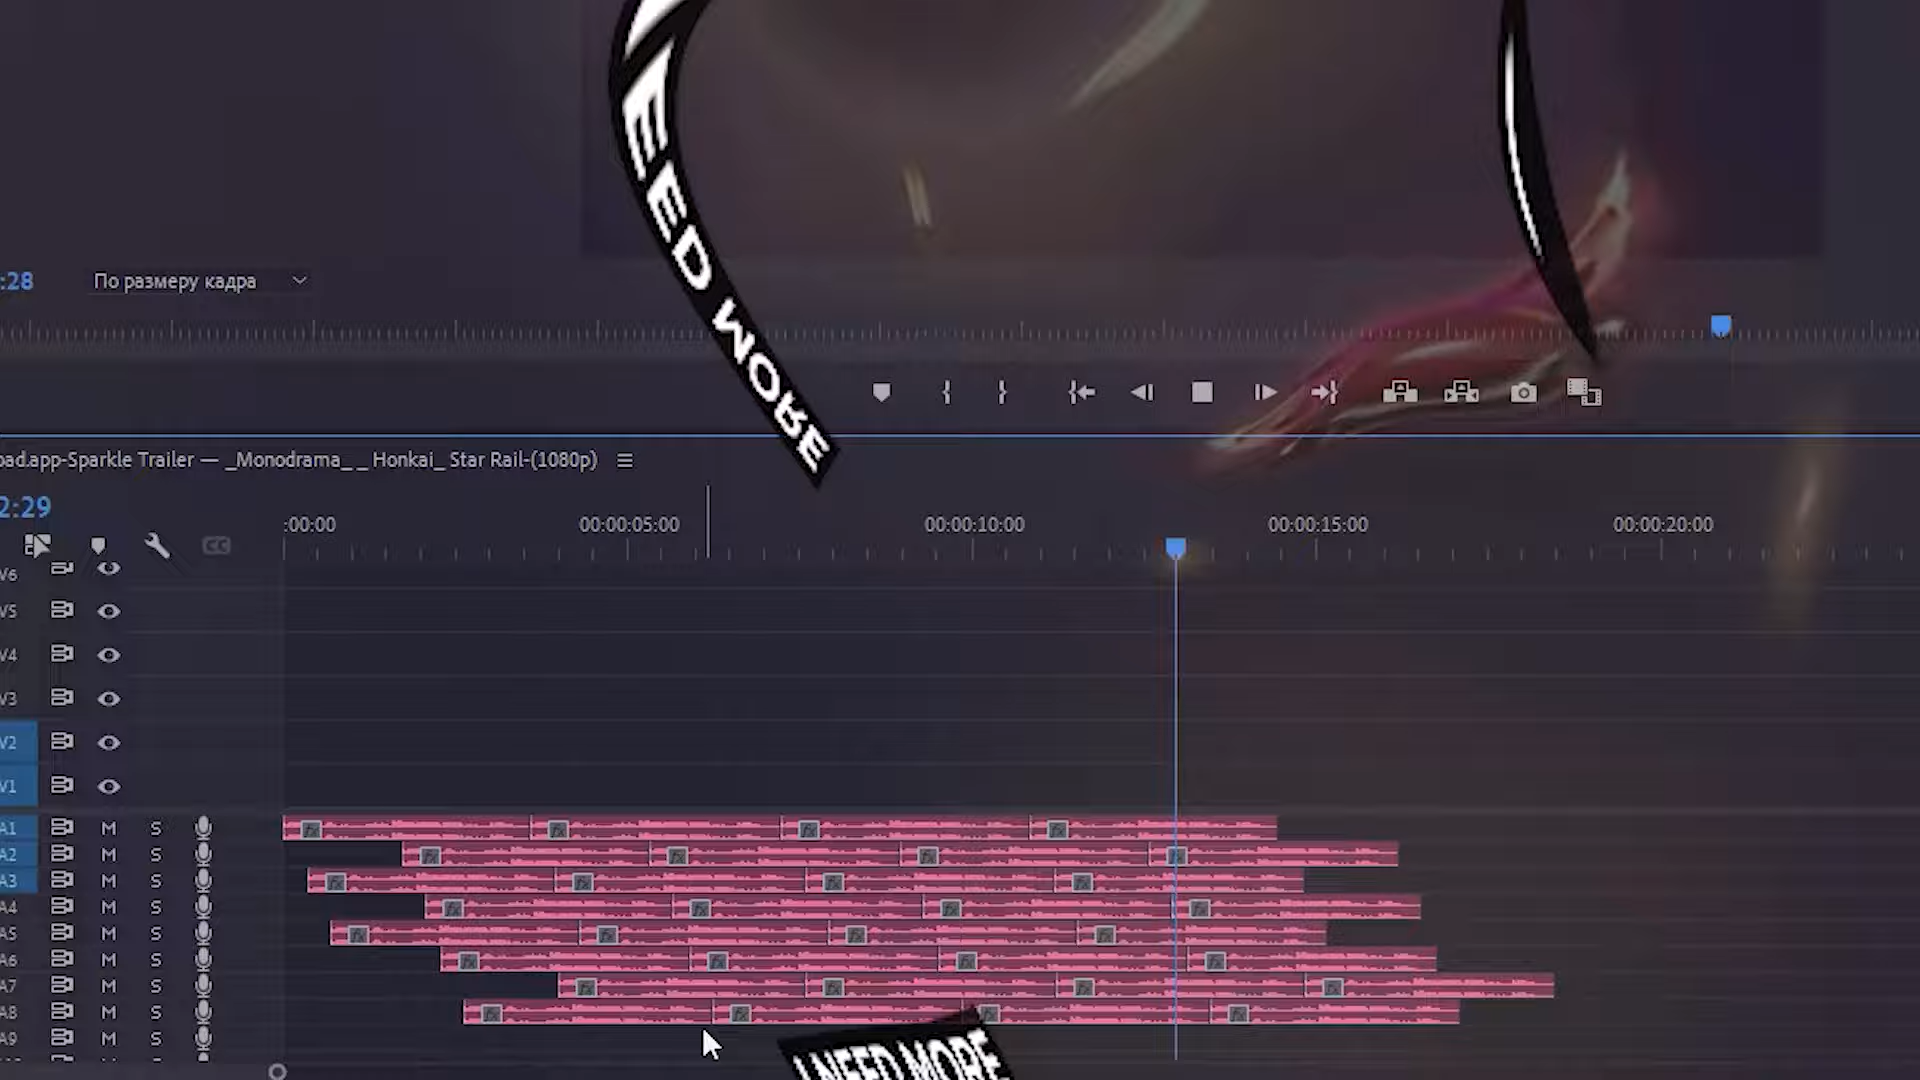 EED MORE
:28 По размеру кадра
oad.app-Sparkle Trailer — _Monodrama_ _ Honkai_ Star Rail-(1080p)
2:29
:00:00 00:00:05:00 00:00:10:00 00:00:15:00 00:00:20:00
V6
V5
V4
V3
V2
V1
A1 M S
A2 M S
A3 M S
A4 M S
A5 M S
A6 M S
A7 M S
A8 M S
A9 M S
I NEED MORE